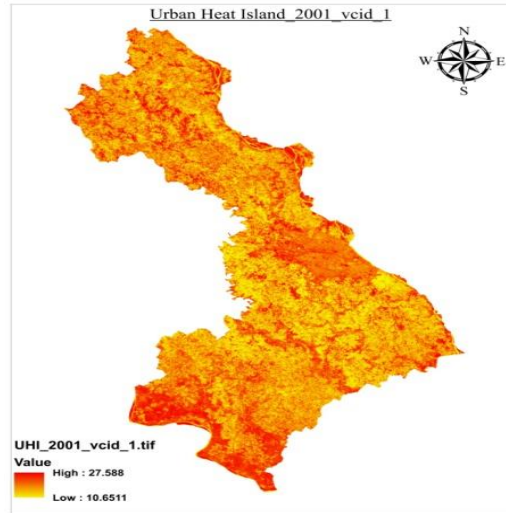 Urban Heat Island_2001_vcid_1
N
W E
S
UHI_2001_vcid_1.tif
Value
High : 27.588
Low : 10.6511